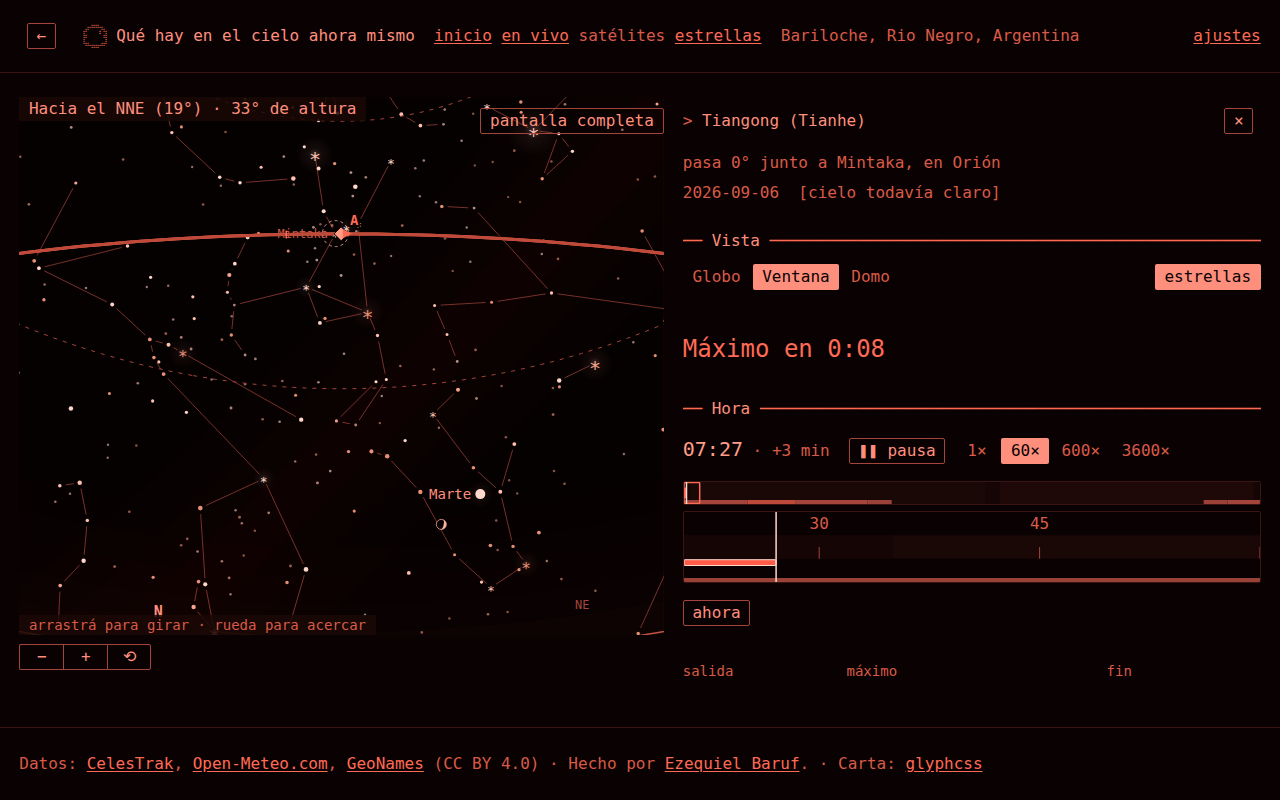 ← Qué hay en el cielo ahora mismo inicio en vivo satélites estrellas Bariloche, Rio Negro, Argentina ajustes
Hacia el NNE (19°) · 33° de altura
pantalla completa
Mintaka
A
Marte
N
NE
arrastrá para girar · rueda para acercar
− + ⟲
> Tiangong (Tianhe) ×
pasa 0° junto a Mintaka, en Orión
2026-09-06 [cielo todavía claro]
Vista
Globo Ventana Domo estrellas
Máximo en 0:08
Hora
07:27 · +3 min ❚❚ pausa 1× 60× 600× 3600×
30 45
ahora
salida máximo fin
Datos: CelesTrak, Open-Meteo.com, GeoNames (CC BY 4.0) · Hecho por Ezequiel Baruf. · Carta: glyphcss